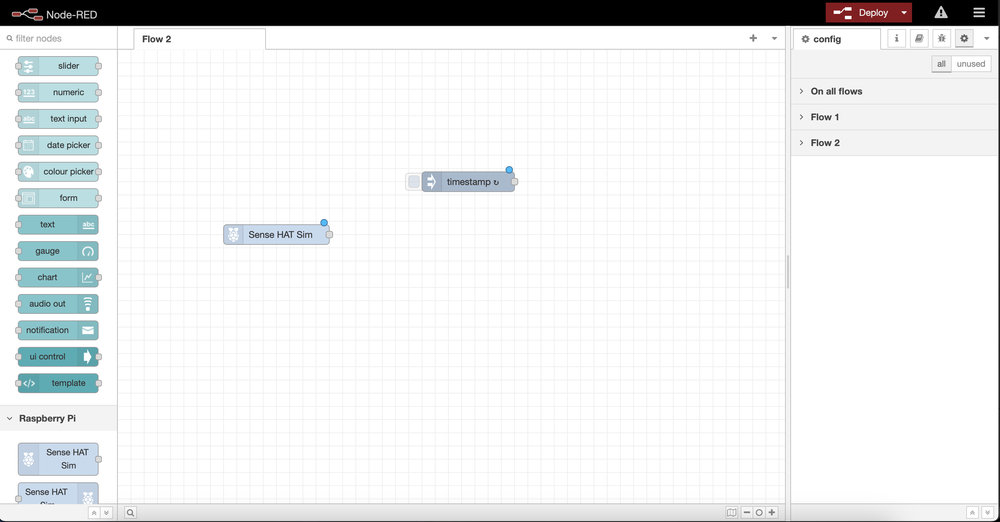 Node-RED
Deploy
filter nodes
Flow 2
config
all
unused
slider
123
numeric
On all flows
abc
text input
Flow 1
date picker
Flow 2
colour picker
timestamp ↻
form
text
abc
Sense HAT Sim
gauge
chart
audio out
notification
ui control
</>
template
Raspberry Pi
Sense HAT
Sim
Sense HAT
Sim